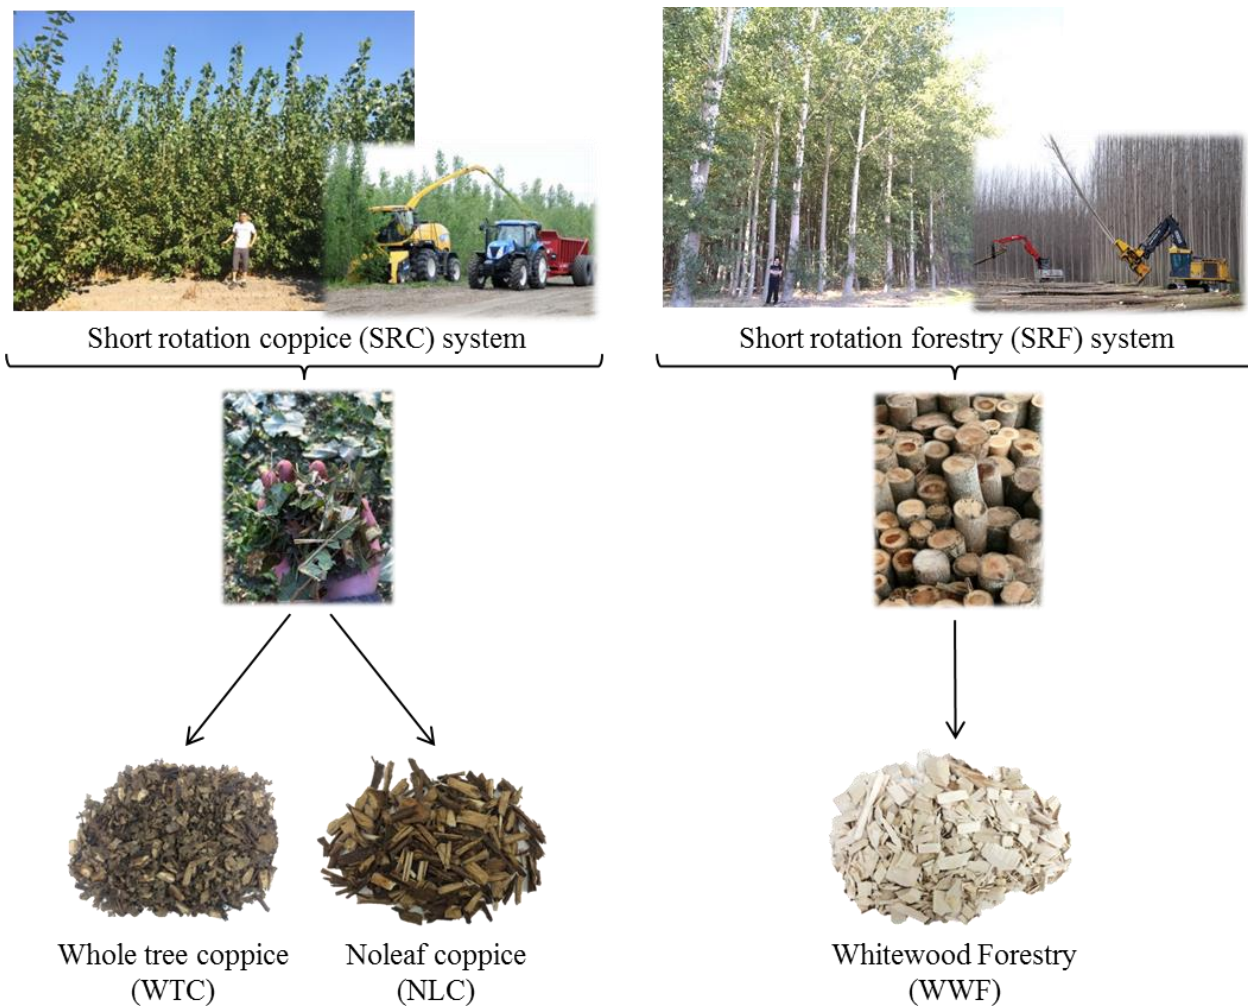 Short rotation coppice (SRC) system
Short rotation forestry (SRF) system
Whole tree coppice
(WTC)
Noleaf coppice
(NLC)
Whitewood Forestry
(WWF)